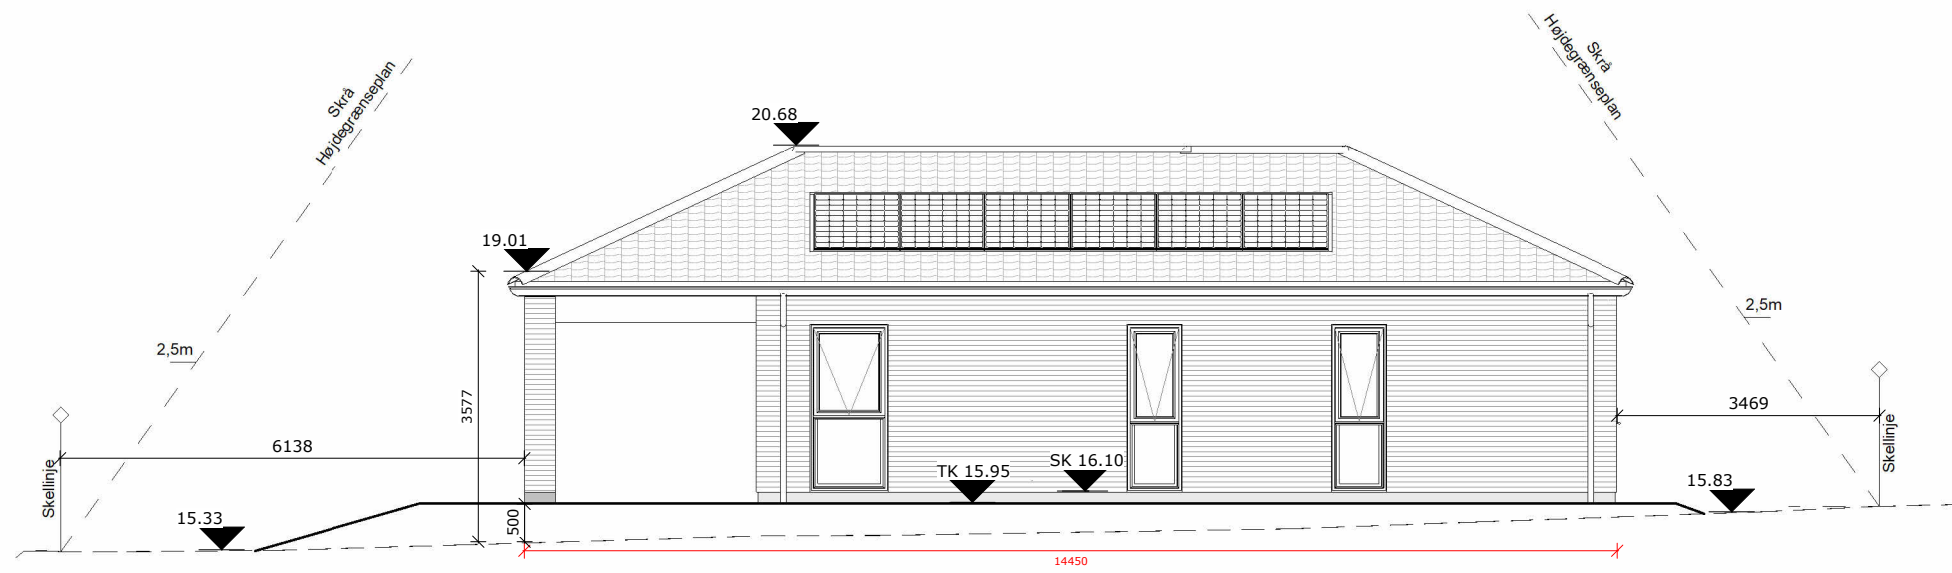 Skrå
Højdegrænseplan
Skrå
Højdegrænseplan
20.68
19.01
2,5m
2,5m
3577
3469
6138
Skellinje
Skellinje
TK 15.95
SK 16.10
15.33
15.83
500
14450